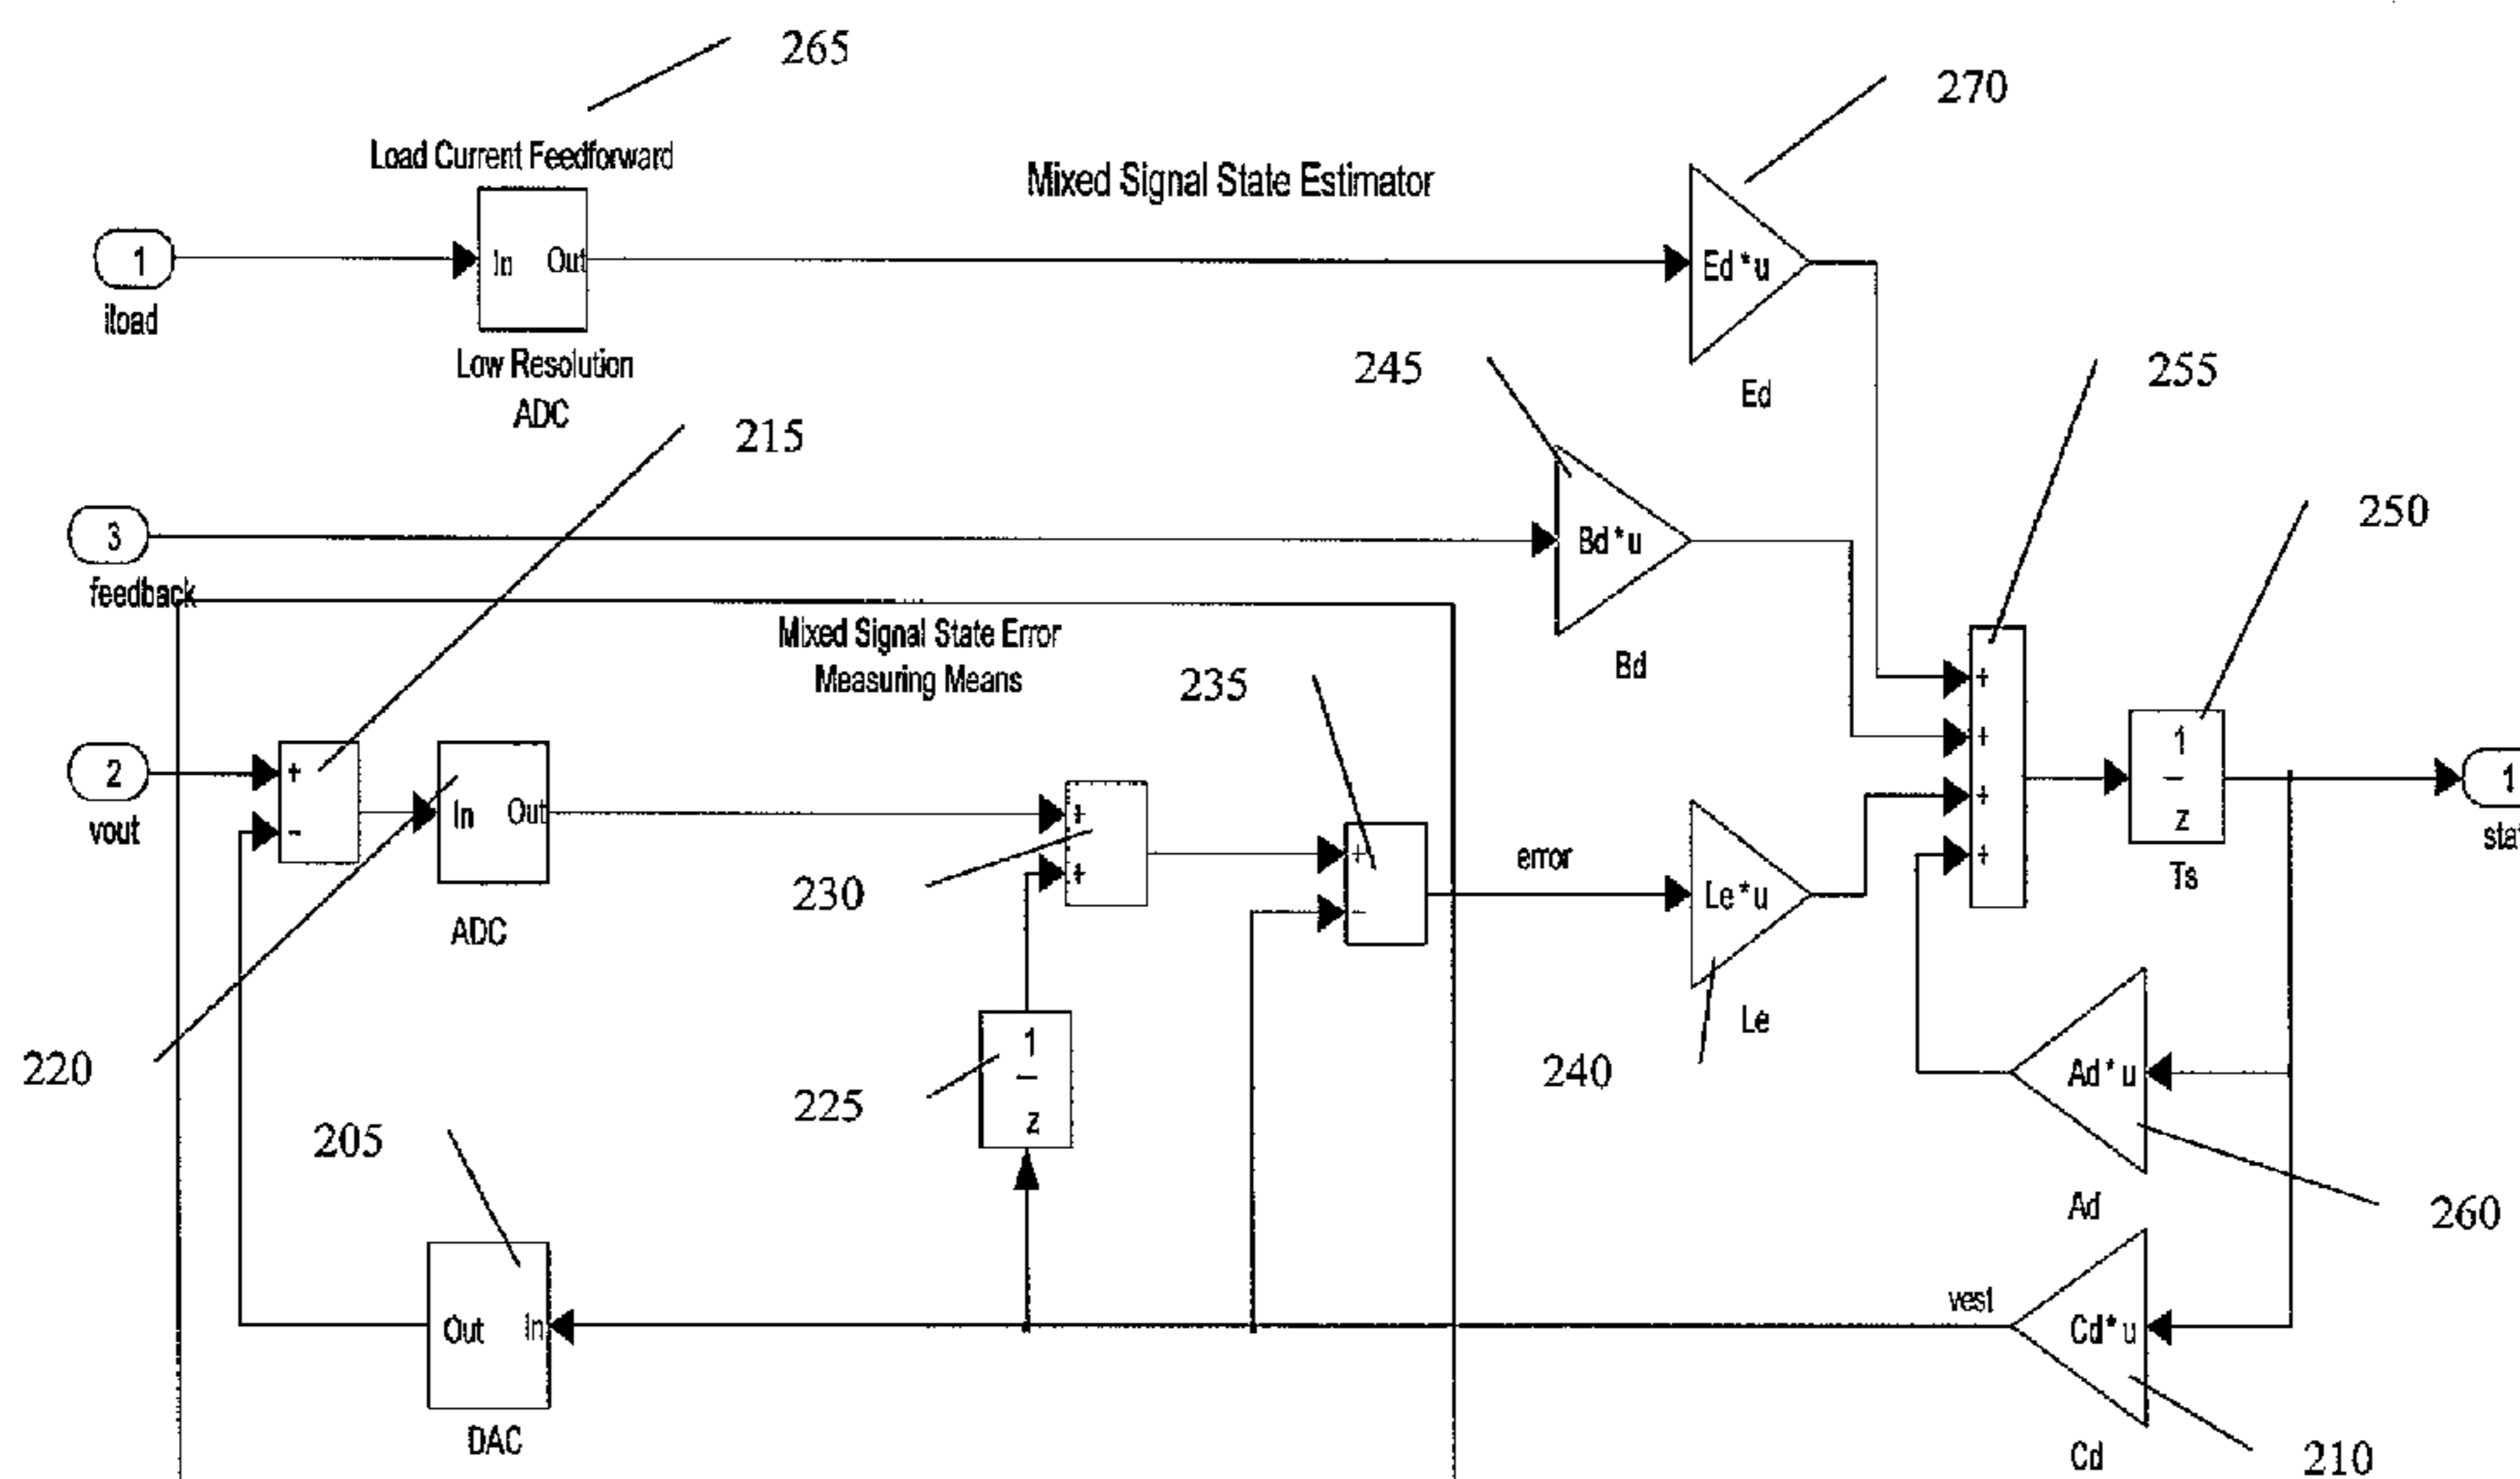 265
270
Load Current Feedforward
Mixed Signal State Estimator
1
In Out
Ed*u
iload
Low Resolution
ADC
245
255
Ed
215
250
3
Bd*u
feedback
Mixed Signal State Error
Measuring Means
235
Bd
+
+
1
z
2
+
-
vout
In Out
ADC
+
+
230
+
-
error
Le*u
+
+
Ts
1
stat
Le
220
1
z
225
240
Ad*u
205
Ad
260
Out In
DAC
vest
Cd*u
Cd
210